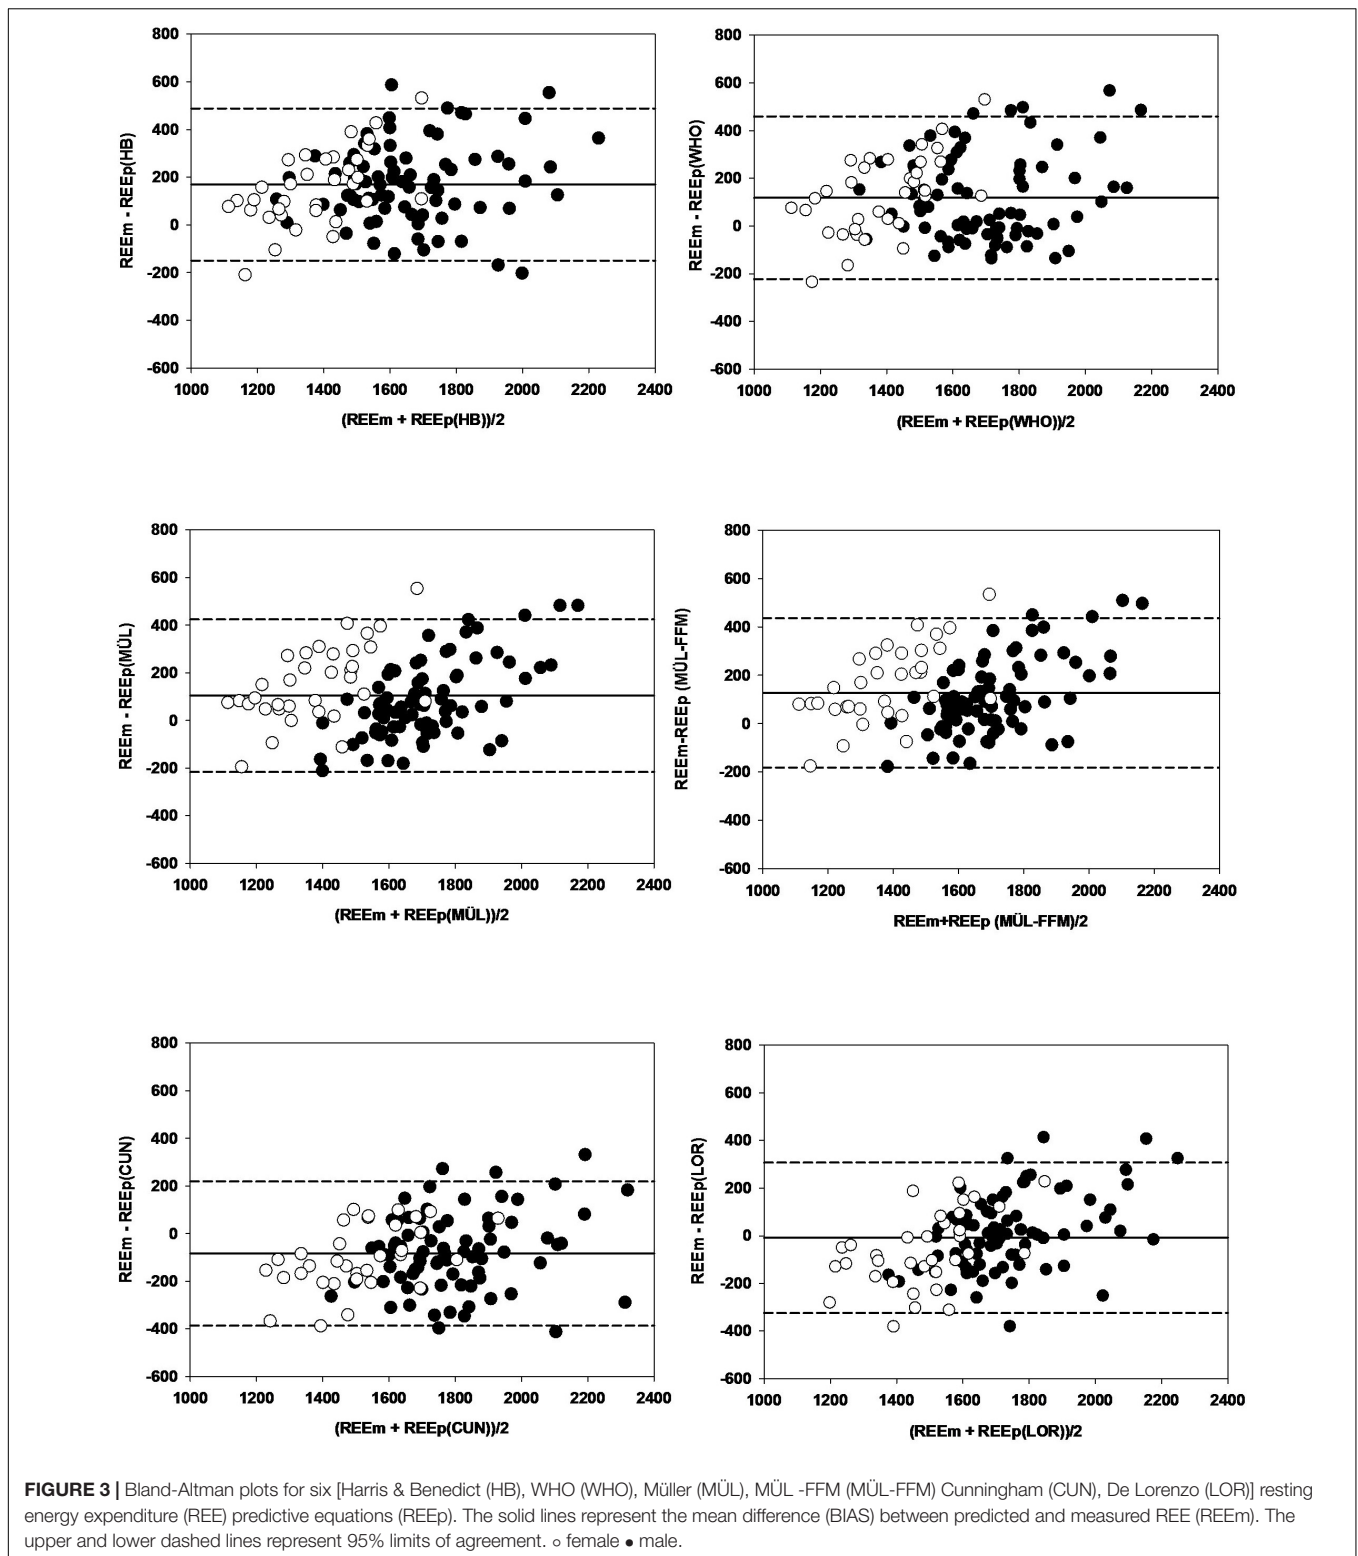 800
600
400
200
0
-200
-400
-600
REEm - REEp(HB)
1000 1200 1400 1600 1800 2000 2200 2400
(REEm + REEp(HB))/2
800
600
400
200
0
-200
-400
-600
REEm - REEp(WHO)
1000 1200 1400 1600 1800 2000 2200 2400
(REEm + REEp(WHO))/2
800
600
400
200
0
-200
-400
-600
REEm - REEp(MÜL)
1000 1200 1400 1600 1800 2000 2200 2400
(REEm + REEp(MÜL))/2
800
600
400
200
0
-200
-400
-600
REEm-REEp (MÜL-FFM)
1000 1200 1400 1600 1800 2000 2200 2400
REEm+REEp (MÜL-FFM)/2
800
600
400
200
0
-200
-400
-600
REEm - REEp(CUN)
1000 1200 1400 1600 1800 2000 2200 2400
(REEm + REEp(CUN))/2
800
600
400
200
0
-200
-400
-600
REEm - REEp(LOR)
1000 1200 1400 1600 1800 2000 2200 2400
(REEm + REEp(LOR))/2
FIGURE 3 | Bland-Altman plots for six [Harris & Benedict (HB), WHO (WHO), Müller (MÜL), MÜL -FFM (MÜL-FFM) Cunningham (CUN), De Lorenzo (LOR)] resting
energy expenditure (REE) predictive equations (REEp). The solid lines represent the mean difference (BIAS) between predicted and measured REE (REEm). The
upper and lower dashed lines represent 95% limits of agreement. ○ female ● male.